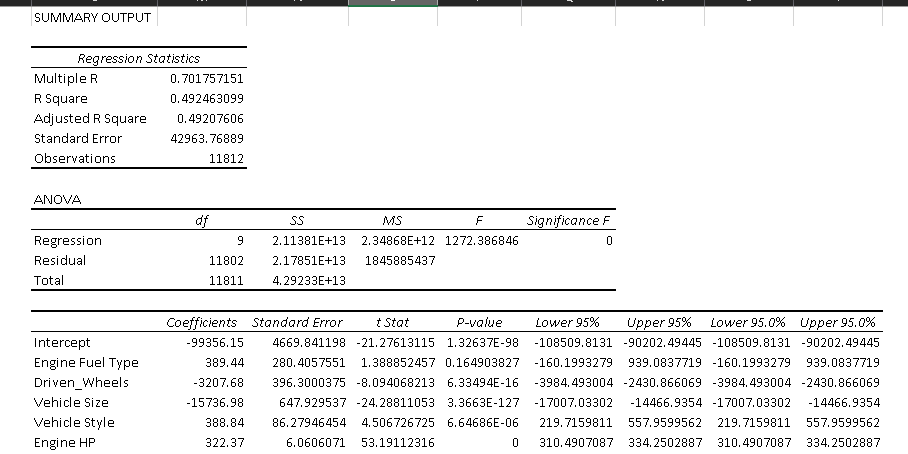 SUMMARY OUTPUT
Regression Statistics
Multiple R 0.701757151
R Square 0.492463099
Adjusted R Square 0.49207606
Standard Error 42963.76889
Observations 11812
ANOVA
df SS MS F Significance F
Regression 9 2.11381E+13 2.34868E+12 1272.386846 0
Residual 11802 2.17851E+13 1845885437
Total 11811 4.29233E+13
Coefficients Standard Error t Stat P-value Lower 95% Upper 95% Lower 95.0% Upper 95.0%
Intercept -99356.15 4669.841198 -21.27613115 1.32637E-98 -108509.8131 -90202.49445 -108509.8131 -90202.49445
Engine Fuel Type 389.44 280.4057551 1.388852457 0.164903827 -160.1993279 939.0837719 -160.1993279 939.0837719
Driven_Wheels -3207.68 396.3000375 -8.094068213 6.33494E-16 -3984.493004 -2430.866069 -3984.493004 -2430.866069
Vehicle Size -15736.98 647.929537 -24.28811053 3.3663E-127 -17007.03302 -14466.9354 -17007.03302 -14466.9354
Vehicle Style 388.84 86.27946454 4.506726725 6.64686E-06 219.7159811 557.9599562 219.7159811 557.9599562
Engine HP 322.37 6.0606071 53.19112316 0 310.4907087 334.2502887 310.4907087 334.2502887